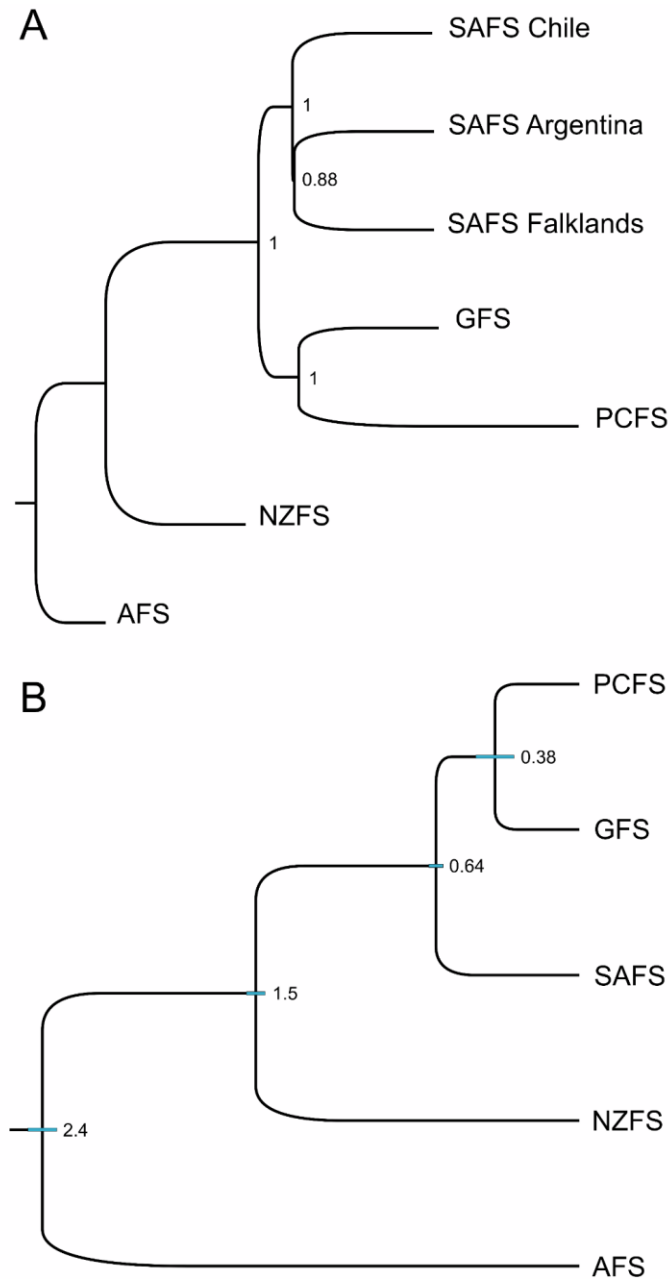 A
SAFS Chile
1
SAFS Argentina
0.88
SAFS Falklands
1
GFS
1
PCFS
NZFS
AFS
B
PCFS
0.38
GFS
0.64
SAFS
1.5
NZFS
2.4
AFS